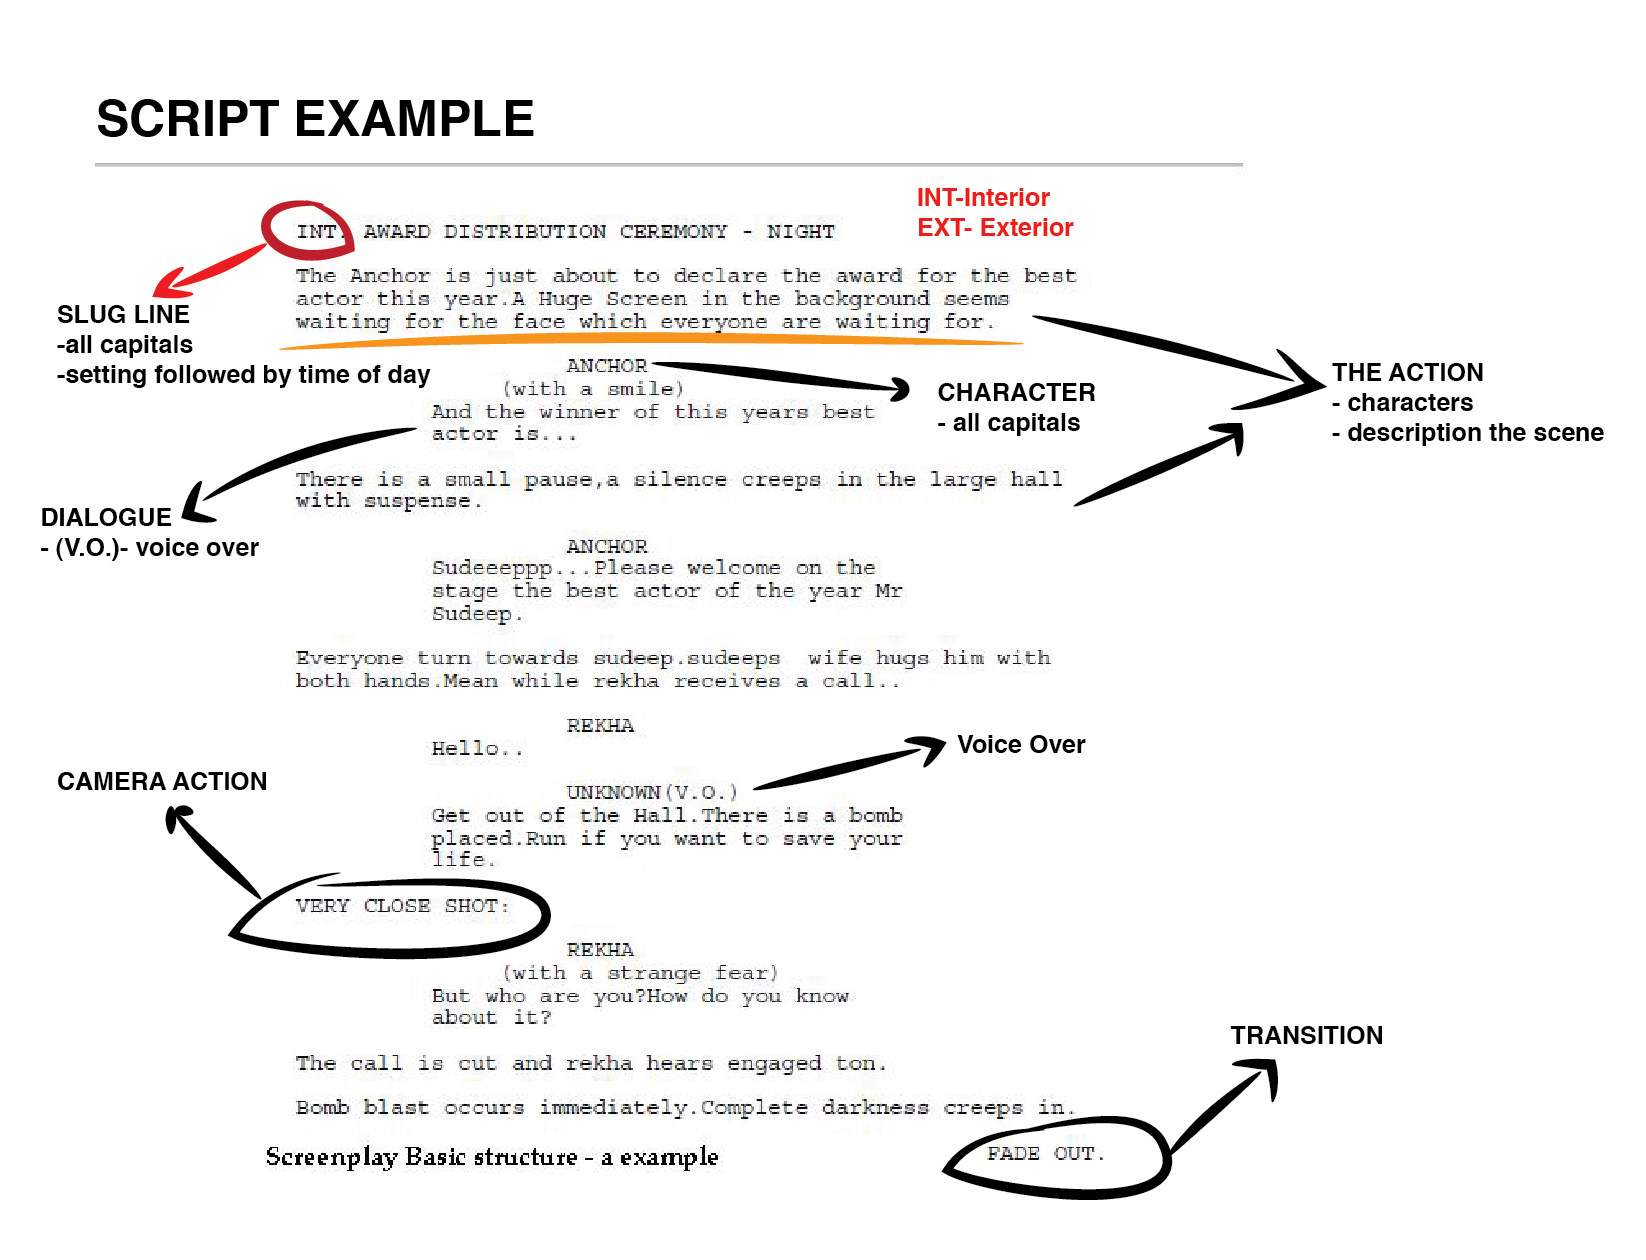 SCRIPT EXAMPLE
INT-Interior
EXT- Exterior
INT. AWARD DISTRIBUTION CEREMONY - NIGHT
The Anchor is just about to declare the award for the best
actor this year.A Huge Screen in the background seems
waiting for the face which everyone are waiting for.
SLUG LINE
-all capitals
-setting followed by time of day
ANCHOR
(with a smile)
And the winner of this years best
actor is...
CHARACTER
- all capitals
THE ACTION
- characters
- description the scene
There is a small pause,a silence creeps in the large hall
with suspense.
DIALOGUE
- (V.O.)- voice over
ANCHOR
Sudeeeppp...Please welcome on the
stage the best actor of the year Mr
Sudeep.
Everyone turn towards sudeep.sudeeps  wife hugs him with
both hands.Mean while rekha receives a call..
REKHA
Hello..
Voice Over
UNKNOWN(V.O.)
Get out of the Hall.There is a bomb
placed.Run if you want to save your
life.
CAMERA ACTION
VERY CLOSE SHOT:
REKHA
(with a strange fear)
But who are you?How do you know
about it?
The call is cut and rekha hears engaged ton.
Bomb blast occurs immediately.Complete darkness creeps in.
TRANSITION
FADE OUT.
Screenplay Basic structure - a example